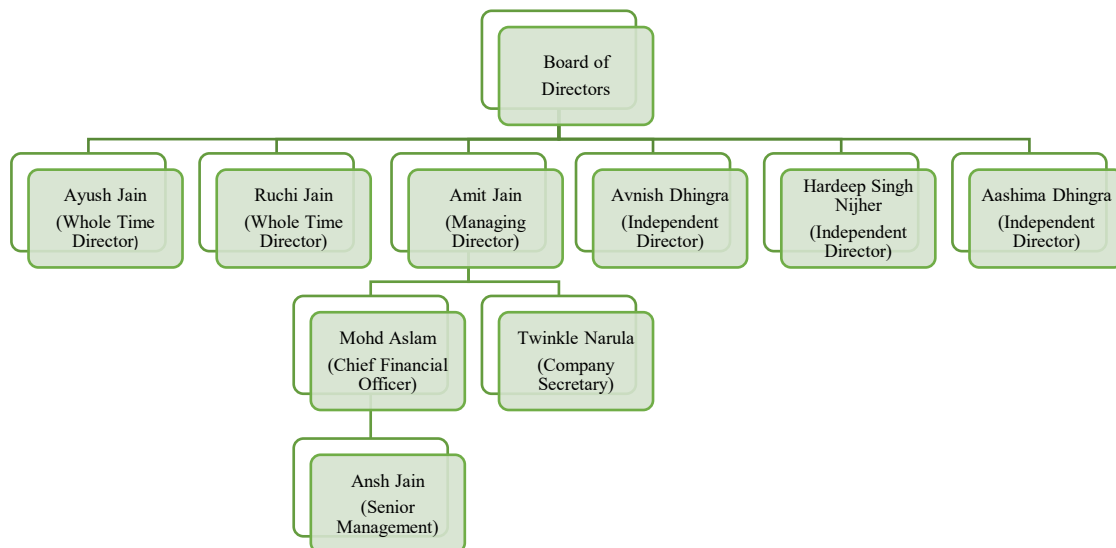 Board of
Directors
Ayush Jain
(Whole Time
Director)
Ruchi Jain
(Whole Time
Director)
Amit Jain
(Managing
Director)
Avnish Dhingra
(Independent
Director)
Hardeep Singh
Nijher
(Independent
Director)
Aashima Dhingra
(Independent
Director)
Mohd Aslam
(Chief Financial
Officer)
Twinkle Narula
(Company
Secretary)
Ansh Jain
(Senior
Management)